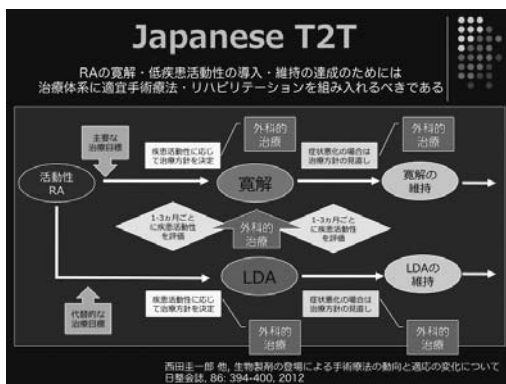 Japanese T2T
RAの寛解・低疾患活動性の導入・維持の達成のためには
治療体系に適宜手術療法・リハビリテーションを組み入れるべきである
主要な
治療目標
疾患活動性に応じ
て治療方針を決定
外科的
治療
症状悪化の場合は
治療方針の見直し
外科的
治療
活動性
RA
寛解
寛解の
維持
1-3ヵ月ごと
に疾患活動性
を評価
外科的
治療
1-3ヵ月ごと
に疾患活動性
を評価
LDA
LDAの
維持
代替的な
治療目標
疾患活動性に応じ
て治療方針を決定
外科的
治療
症状悪化の場合は
治療方針の見直し
外科的
治療
西田圭一郎 他, 生物製剤の登場による手術療法の動向と適応の変化について
日整会誌, 86: 394-400, 2012